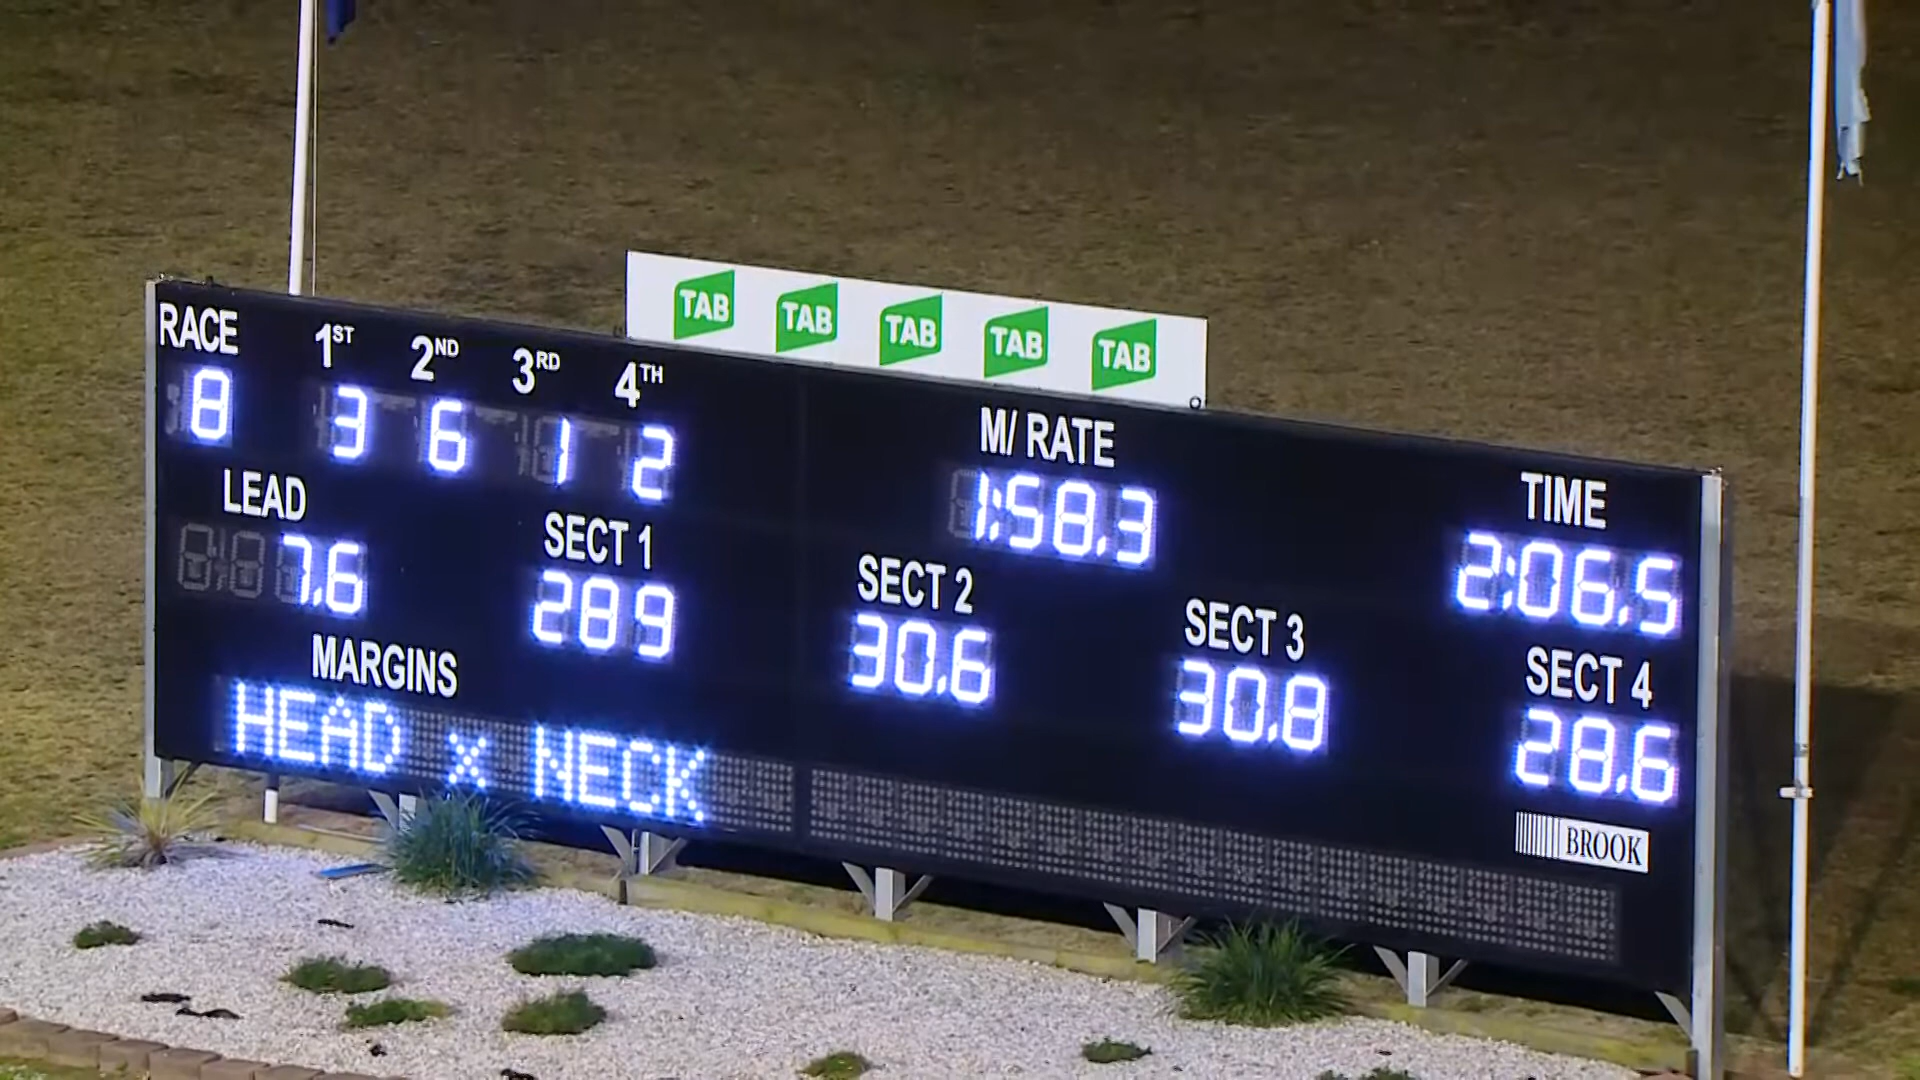 TAB TAB TAB TAB TAB
RACE 1ST 2ND 3RD 4TH
8 3 6 1 2
M/ RATE
1:58.3
TIME
2:06.5
LEAD
7.6
SECT 1
289
SECT 2
30.6
SECT 3
30.8
SECT 4
28.6
MARGINS
HEAD x NECK
BROOK